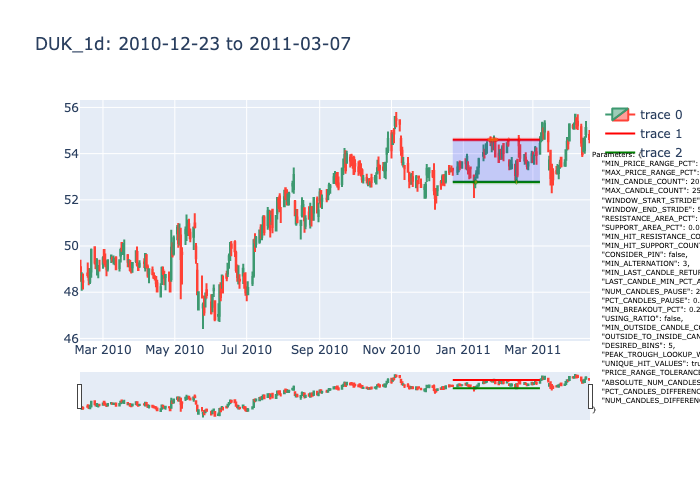 DUK_1d: 2010-12-23 to 2011-03-07
56
54
52
50
48
46
Mar 2010
May 2010
Jul 2010
Sep 2010
Nov 2010
Jan 2011
Mar 2011
trace 0
trace 1
trace 2
Parameters: {
"MIN_PRICE_RANGE_PCT":
"MAX_PRICE_RANGE_PCT":
"MIN_CANDLE_COUNT": 20
"MAX_CANDLE_COUNT": 25
"WINDOW_START_STRIDE"
"WINDOW_END_STRIDE": 5
"RESISTANCE_AREA_PCT":
"SUPPORT_AREA_PCT": 0.0
"MIN_HIT_RESISTANCE_CO
"MIN_HIT_SUPPORT_COUN
"CONSIDER_PIN": false,
"MIN_ALTERNATION": 3,
"MIN_LAST_CANDLE_RETUR
"LAST_CANDLE_MIN_PCT_A
"NUM_CANDLES_PAUSE": 2
"PCT_CANDLES_PAUSE": 0.
"MIN_BREAKOUT_PCT": 0.2
"USING_RATIO": false,
"MIN_OUTSIDE_CANDLE_CO
"OUTSIDE_TO_INSIDE_CAN
"DESIRED_BINS": 5,
"PEAK_TROUGH_LOOKUP_W
"UNIQUE_HIT_VALUES": tru
"PRICE_RANGE_TOLERANC
"ABSOLUTE_NUM_CANDLES
"PCT_CANDLES_DIFFERENC
"NUM_CANDLES_DIFFEREN
}